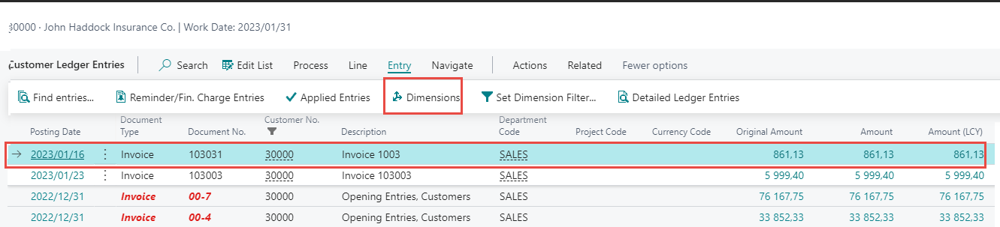 30000 · John Haddock Insurance Co. | Work Date: 2023/01/31
Customer Ledger Entries Search Edit List Process Line Entry Navigate Actions Related Fewer options
Find entries... Reminder/Fin. Charge Entries Applied Entries Dimensions Set Dimension Filter... Detailed Ledger Entries
Posting Date Document Type Document No. Customer No. Description Department Code Project Code Currency Code Original Amount Amount Amount (LCY)
2023/01/16 Invoice 103031 30000 Invoice 1003 SALES 861,13 861,13 861,13
2023/01/23 Invoice 103003 30000 Invoice 103003 SALES 5 999,40 5 999,40 5 999,40
2022/12/31 Invoice 00-7 30000 Opening Entries, Customers SALES 76 167,75 76 167,75 76 167,75
2022/12/31 Invoice 00-4 30000 Opening Entries, Customers SALES 33 852,33 33 852,33 33 852,33